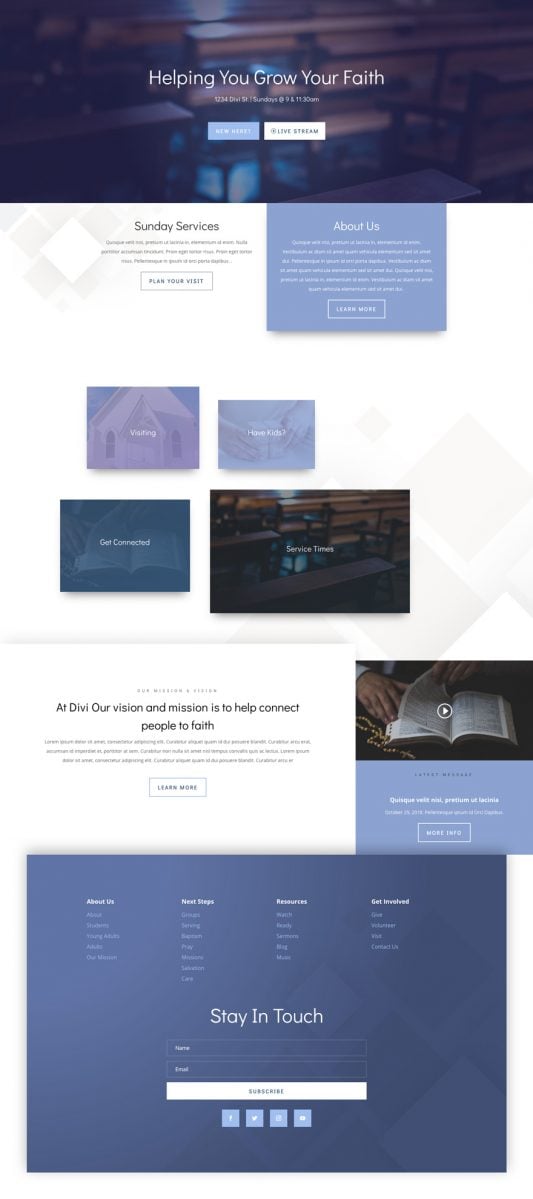 Helping You Grow Your Faith
1234 Divi St. | Sundays @ 9 & 11:30am
NEW HERE?
LIVE STREAM
Sunday Services
Quisque velit nisi, pretium ut lacinia in, elementum id enim. Nulla
porttitor accumsan tincidunt. Proin eget tortor risus. Proin eget tortor
risus. Pellentesque in ipsum id orci porta dapibus .
PLAN YOUR VISIT
About Us
Quisque velit nisi, pretium ut lacinia in, elementum id enim.
Vestibulum ac diam sit amet quam vehicula elementum sed sit amet
dui. Pellentesque in ipsum id orci porta dapibus. Vestibulum ac diam
sit amet quam vehicula elementum sed sit amet dui. Quisque velit nisi,
pretium ut lacinia in, elementum id enim. Vestibulum ac diam sit amet
quam vehicula elementum sed sit amet dui.
LEARN MORE
Visiting
Have Kids?
Get Connected
Service Times
OUR MISSION & VISION
At Divi Our vision and mission is to help connect
people to faith
Lorem ipsum dolor sit amet, consectetur adipiscing elit. Curabitur aliquet quam id dui posuere blandit. Curabitur arcu erat,
accumsan id imperdiet et, porttitor at sem. Curabitur non nulla sit amet nisl tempus convallis quis ac lectus. Lorem ipsum
dolor sit amet, consectetur adipiscing elit. Curabitur aliquet quam id dui posuere blandit. Curabitur arcu er
LEARN MORE
LATEST MESSAGE
Quisque velit nisi, pretium ut lacinia
October 25, 2019. Pellentesque ipsum id Orci Dapibus
MORE INFO
About Us
About
Students
Young Adults
Adults
Our Mission
Next Steps
Groups
Serving
Baptism
Pray
Missions
Salvation
Care
Resources
Watch
Ready
Sermons
Blog
Music
Get Involved
Give
Volunteer
Visit
Contact Us
Stay In Touch
Name
Email
SUBSCRIBE